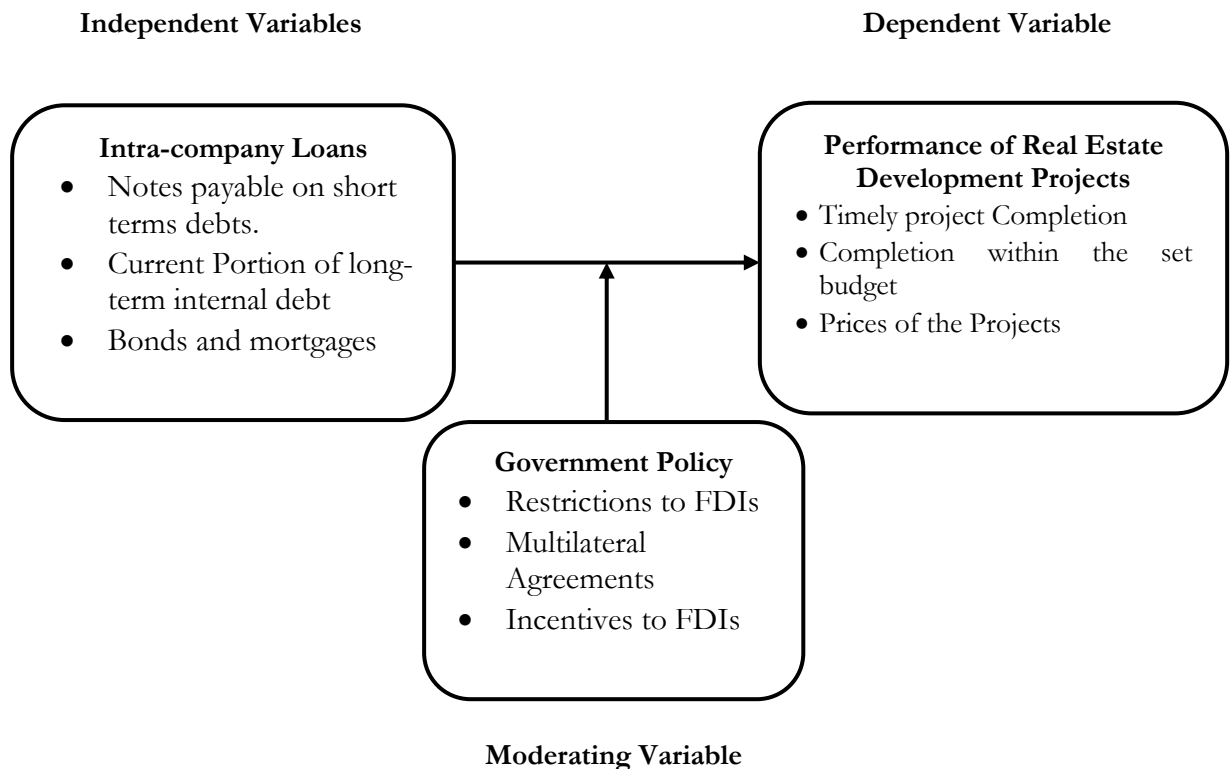 Independent Variables
Dependent Variable
Intra-company Loans
• Notes payable on short
terms debts.
• Current Portion of long-
term internal debt
• Bonds and mortgages
Performance of Real Estate
Development Projects
• Timely project Completion
• Completion within the set
budget
• Prices of the Projects
Government Policy
• Restrictions to FDIs
• Multilateral
Agreements
• Incentives to FDIs
Moderating Variable